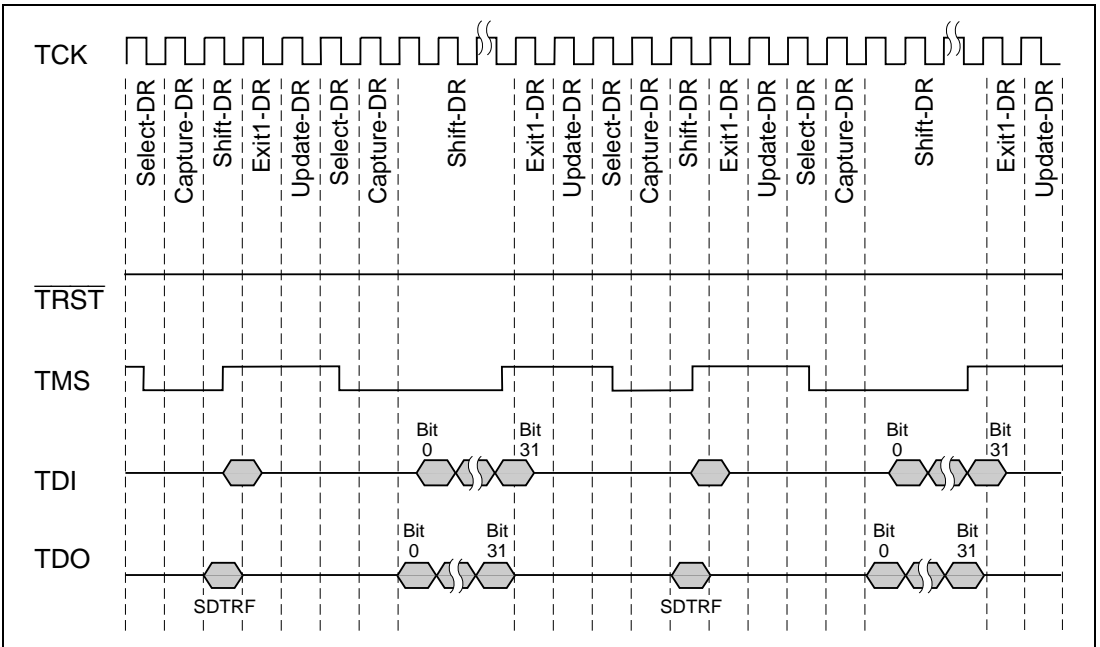 TCK
Select-DR
Capture-DR
Shift-DR
Exit1-DR
Update-DR
Select-DR
Capture-DR
Shift-DR
Exit1-DR
Update-DR
Select-DR
Capture-DR
Shift-DR
Exit1-DR
Update-DR
Select-DR
Capture-DR
Shift-DR
Exit1-DR
Update-DR
TRST
TMS
TDI
Bit
0
Bit
31
Bit
0
Bit
31
TDO
SDTRF
Bit
0
Bit
31
SDTRF
Bit
0
Bit
31